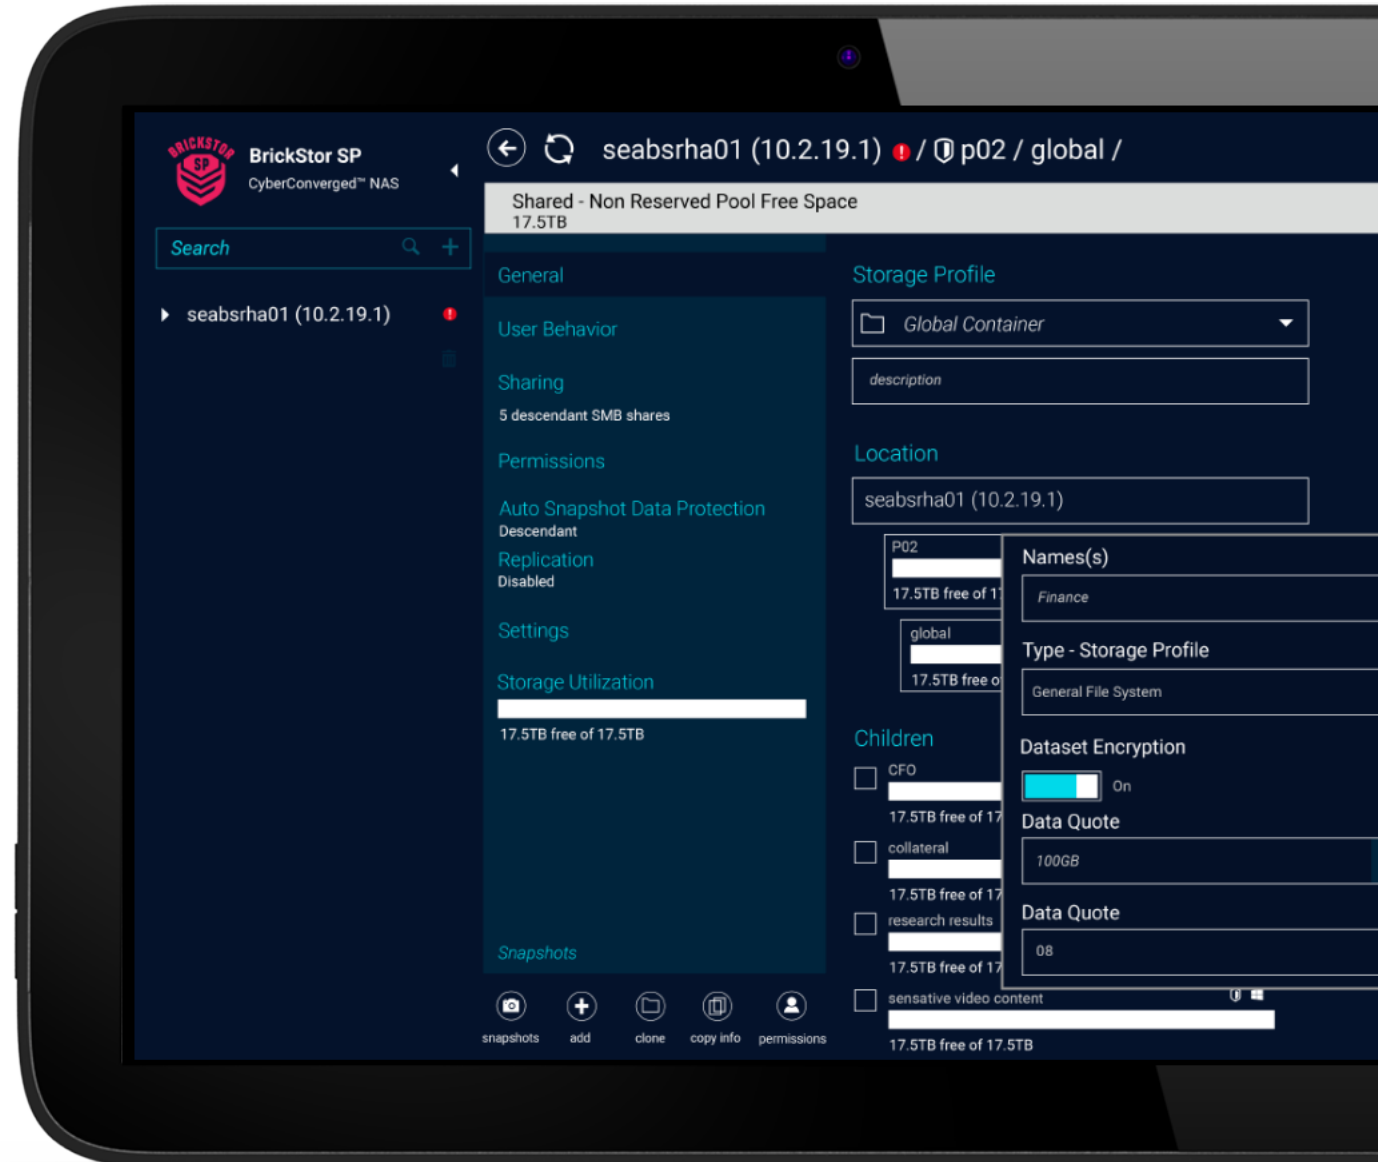 BRICKSTOR
SP
BrickStor SP
CyberConverged™ NAS
Search
seabsrha01 (10.2.19.1)
seabsrha01 (10.2.19.1) / p02 / global /
Shared - Non Reserved Pool Free Space
17.5TB
General
User Behavior
Sharing
5 descendant SMB shares
Permissions
Auto Snapshot Data Protection
Descendant
Replication
Disabled
Settings
Storage Utilization
17.5TB free of 17.5TB
Snapshots
snapshots
add
clone
copy info
permissions
Storage Profile
Global Container
description
Location
seabsrha01 (10.2.19.1)
P02
17.5TB free of 1
global
17.5TB free o
Children
CFO
17.5TB free of 17
collateral
17.5TB free of 17
research results
17.5TB free of 17
sensative video content
17.5TB free of 17.5TB
Names(s)
Finance
Type - Storage Profile
General File System
Dataset Encryption
On
Data Quote
100GB
Data Quote
08